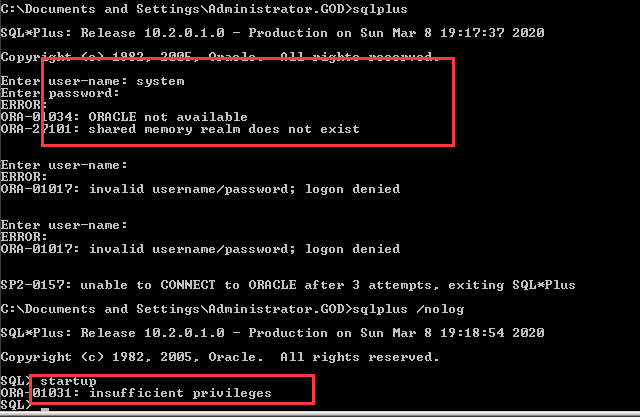 C:\Documents and Settings\Administrator.GOD>sqlplus
SQL*Plus: Release 10.2.0.1.0 - Production on Sun Mar 8 19:17:37 2020
Copyright (c) 1982, 2005, Oracle.  All rights reserved.
Enter user-name: system
Enter password:
ERROR:
ORA-01034: ORACLE not available
ORA-27101: shared memory realm does not exist
Enter user-name:
ERROR:
ORA-01017: invalid username/password; logon denied
Enter user-name:
ERROR:
ORA-01017: invalid username/password; logon denied
SP2-0157: unable to CONNECT to ORACLE after 3 attempts, exiting SQL*Plus
C:\Documents and Settings\Administrator.GOD>sqlplus /nolog
SQL*Plus: Release 10.2.0.1.0 - Production on Sun Mar 8 19:18:54 2020
Copyright (c) 1982, 2005, Oracle.  All rights reserved.
SQL> startup
ORA-01031: insufficient privileges
SQL>